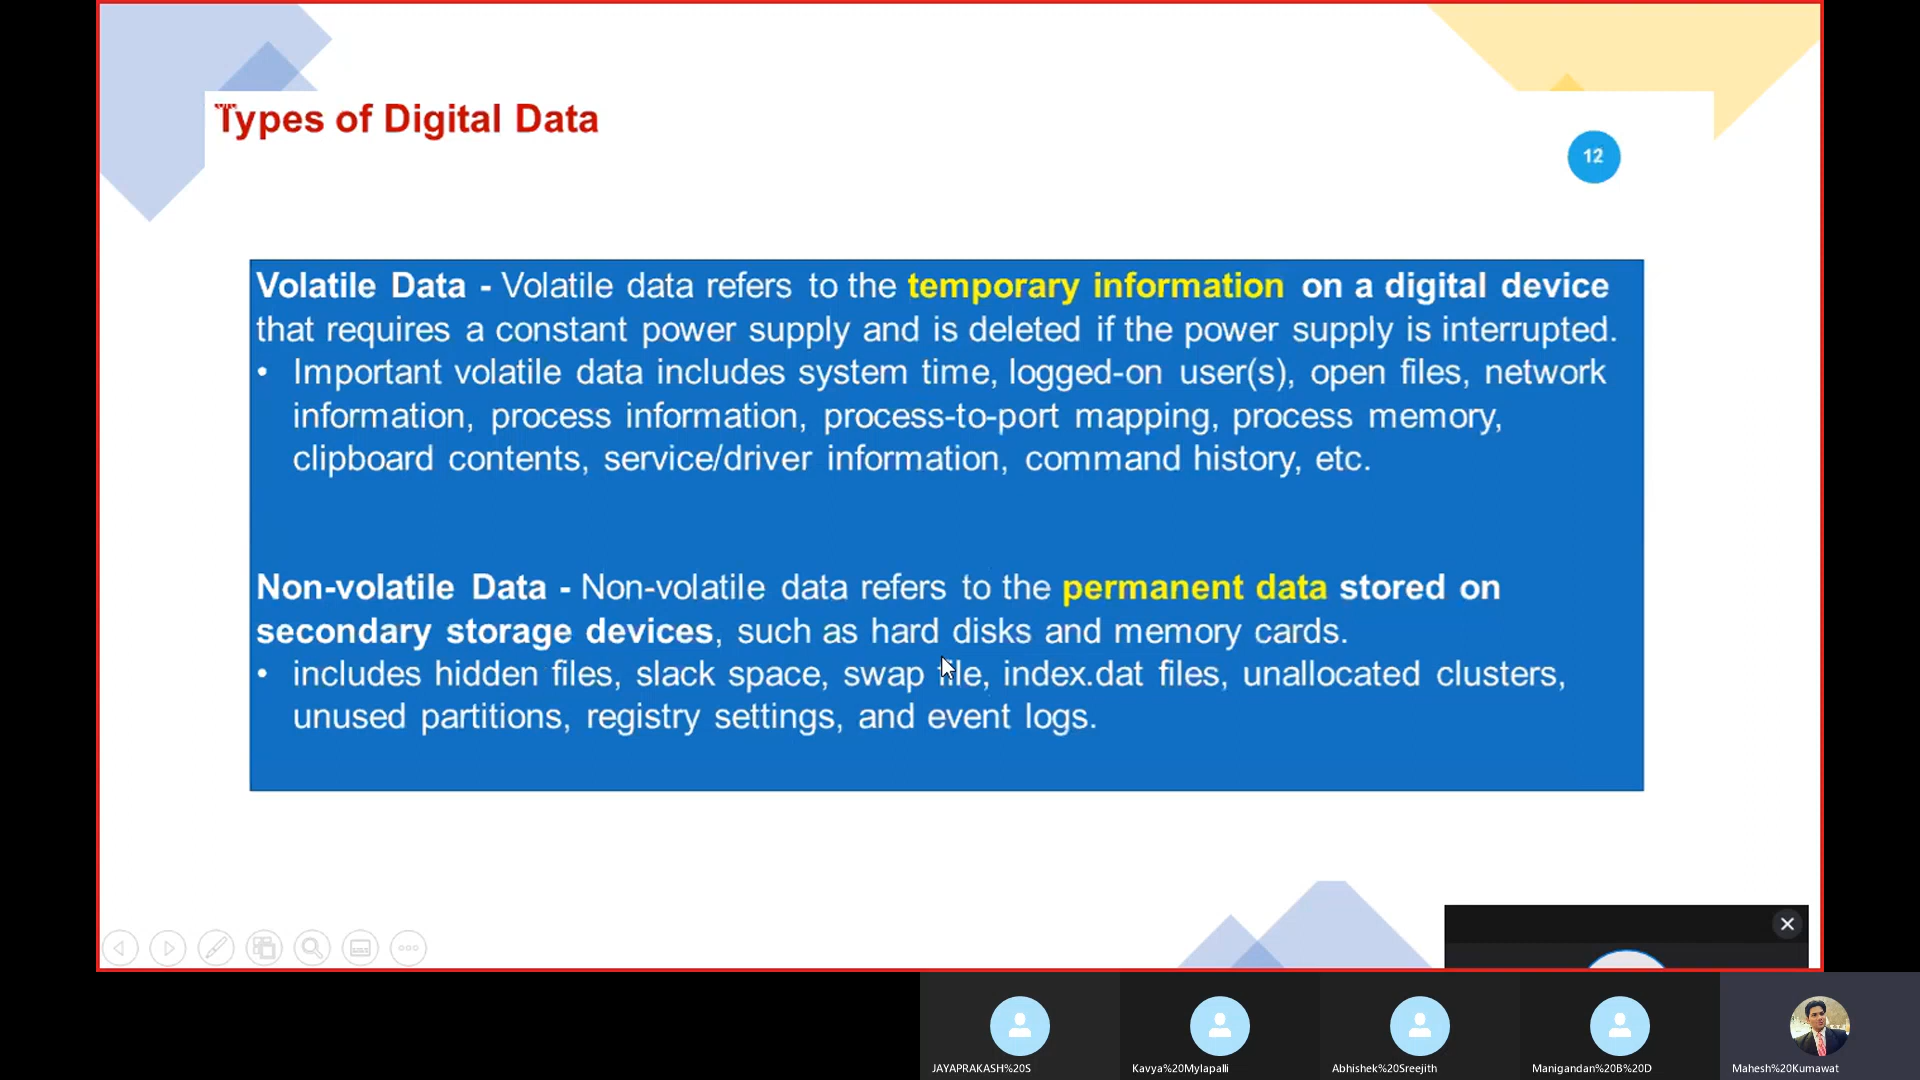 Types of Digital Data
12
Volatile Data - Volatile data refers to the temporary information on a digital device
that requires a constant power supply and is deleted if the power supply is interrupted.
• Important volatile data includes system time, logged-on user(s), open files, network
information, process information, process-to-port mapping, process memory,
clipboard contents, service/driver information, command history, etc.
Non-volatile Data - Non-volatile data refers to the permanent data stored on
secondary storage devices, such as hard disks and memory cards.
• includes hidden files, slack space, swap file, index.dat files, unallocated clusters,
unused partitions, registry settings, and event logs.
JAYAPRAKASH%20S
Kavya%20Mylapalli
Abhishek%20Sreejith
Manigandan%20B%20D
Mahesh%20Kumawat